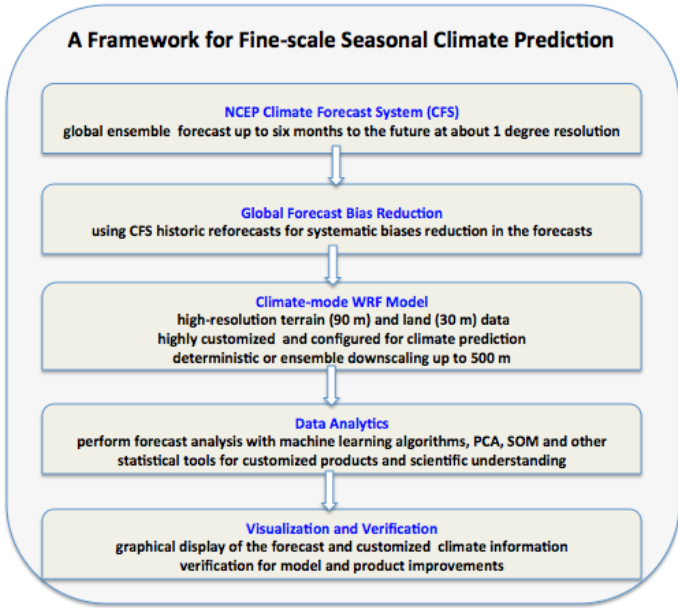 A Framework for Fine-scale Seasonal Climate Prediction
NCEP Climate Forecast System (CFS)
global ensemble forecast up to six months to the future at about 1 degree resolution
Global Forecast Bias Reduction
using CFS historic reforecasts for systematic biases reduction in the forecasts
Climate-mode WRF Model
high-resolution terrain (90 m) and land (30 m) data
highly customized and configured for climate prediction
deterministic or ensemble downscaling up to 500 m
Data Analytics
perform forecast analysis with machine learning algorithms, PCA, SOM and other
statistical tools for customized products and scientific understanding
Visualization and Verification
graphical display of the forecast and customized climate information
verification for model and product improvements